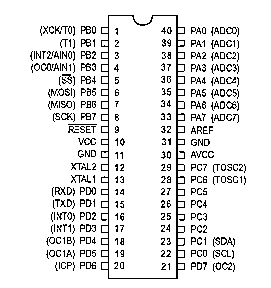 (XCK/T0) PB0 1 40 PA0 (ADC0)
(T1) PB1 2 39 PA1 (ADC1)
(INT2/AIN0) PB2 3 38 PA2 (ADC2)
(OC0/AIN1) PB3 4 37 PA3 (ADC3)
(SS) PB4 5 36 PA4 (ADC4)
(MOSI) PB5 6 35 PA5 (ADC5)
(MISO) PB6 7 34 PA6 (ADC6)
(SCK) PB7 8 33 PA7 (ADC7)
RESET 9 32 AREF
VCC 10 31 GND
GND 11 30 AVCC
XTAL2 12 29 PC7 (TOSC2)
XTAL1 13 28 PC6 (TOSC1)
(RXD) PD0 14 27 PC5
(TXD) PD1 15 26 PC4
(INT0) PD2 16 25 PC3
(INT1) PD3 17 24 PC2
(OC1B) PD4 18 23 PC1 (SDA)
(OC1A) PD5 19 22 PC0 (SCL)
(ICP) PD6 20 21 PD7 (OC2)